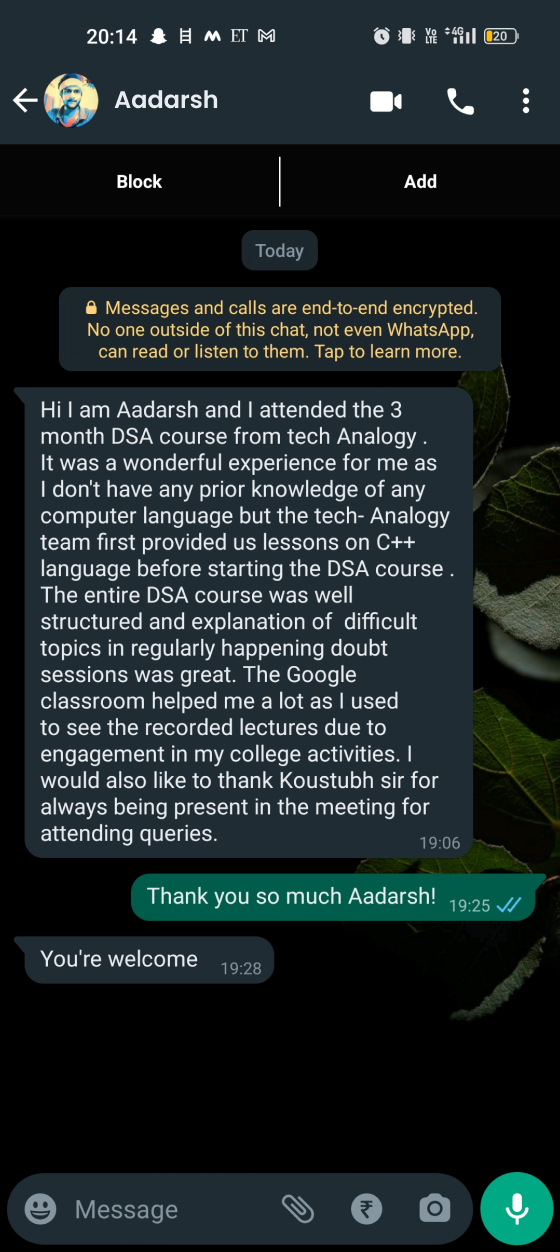 20:14 ET Vo LTE 4G 20
Aadarsh
Block Add
Today
Messages and calls are end-to-end encrypted.
No one outside of this chat, not even WhatsApp,
can read or listen to them. Tap to learn more.
Hi I am Aadarsh and I attended the 3
month DSA course from tech Analogy .
It was a wonderful experience for me as
I don't have any prior knowledge of any
computer language but the tech- Analogy
team first provided us lessons on C++
language before starting the DSA course .
The entire DSA course was well
structured and explanation of  difficult
topics in regularly happening doubt
sessions was great. The Google
classroom helped me a lot as I used
to see the recorded lectures due to
engagement in my college activities. I
would also like to thank Koustubh sir for
always being present in the meeting for
attending queries. 19:06
Thank you so much Aadarsh! 19:25
You're welcome 19:28
Message ₹